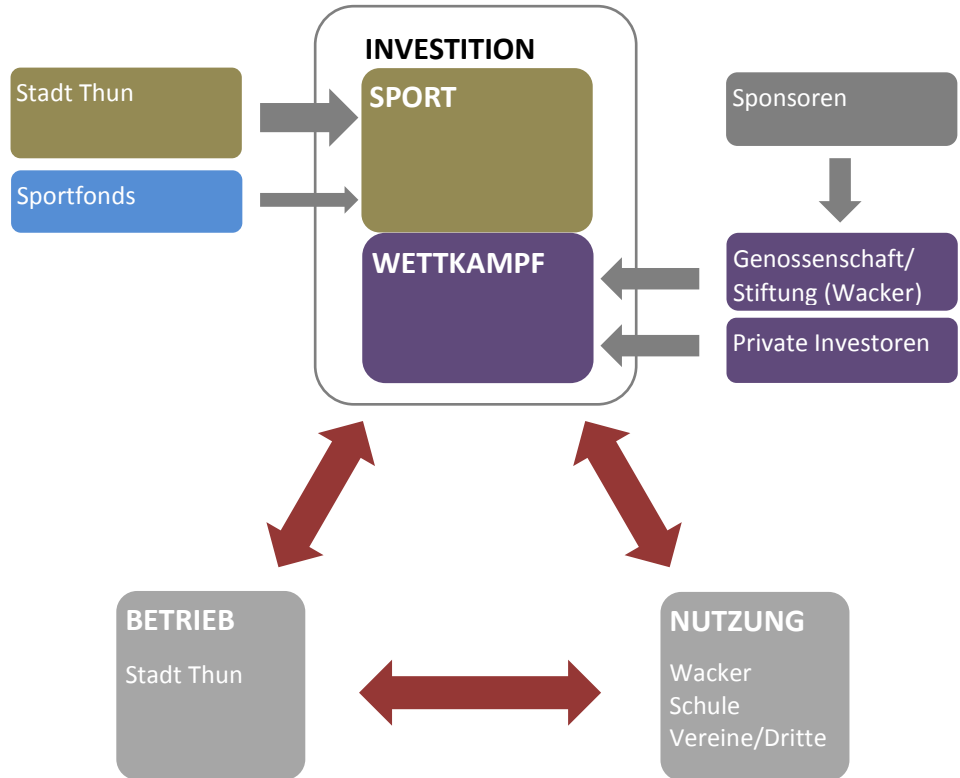 INVESTITION
Stadt Thun
SPORT
Sponsoren
Sportfonds
WETTKAMPF
Genossenschaft/
Stiftung (Wacker)
Private Investoren
BETRIEB
Stadt Thun
NUTZUNG
Wacker
Schule
Vereine/Dritte